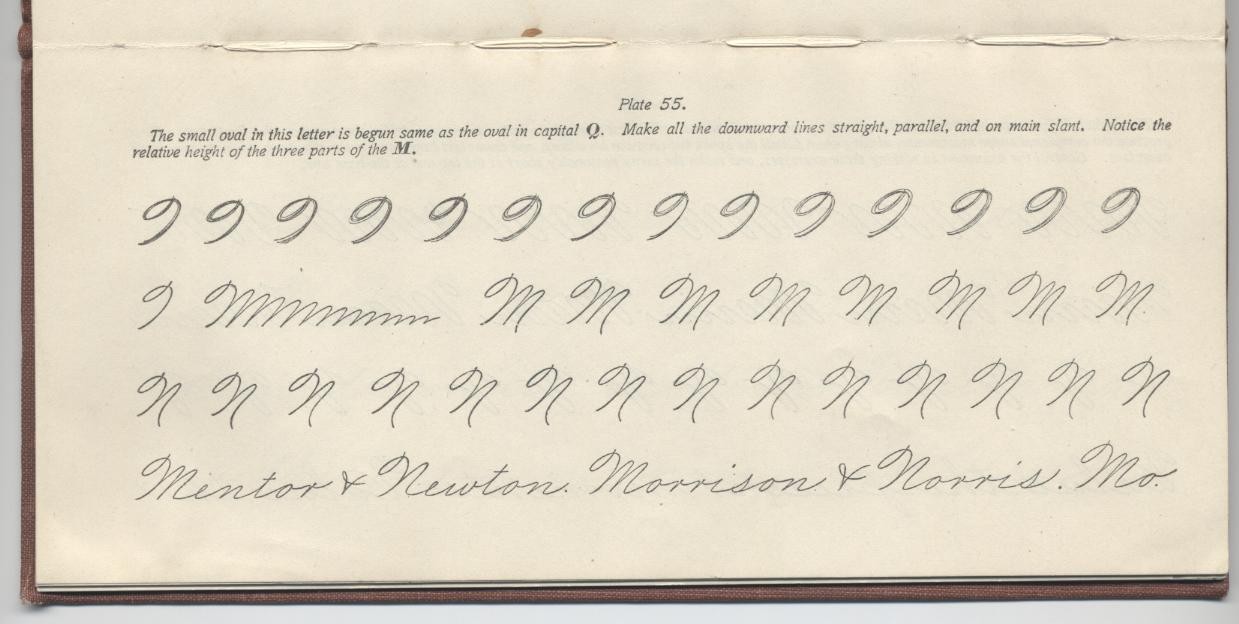 Plate 55.
The small oval in this letter is begun same as the oval in capital Q. Make all the downward lines straight, parallel, and on main slant. Notice the
relative height of the three parts of the M.
M M M M M M M M
N N N N N N N N N N N N N N
Mentor & Newton. Morrison & Norris. Mo.